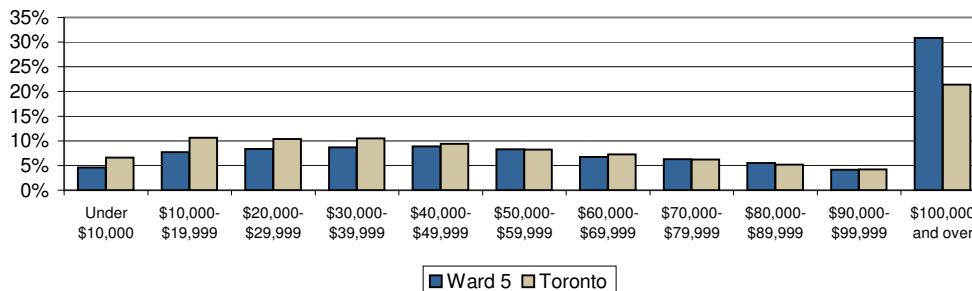 35%
30%
25%
20%
15%
10%
5%
0%
Under $10,000- $20,000- $30,000- $40,000- $50,000- $60,000- $70,000- $80,000- $90,000- $100,000
$10,000 $19,999 $29,999 $39,999 $49,999 $59,999 $69,999 $79,999 $89,999 $99,999 and over
Ward 5 Toronto